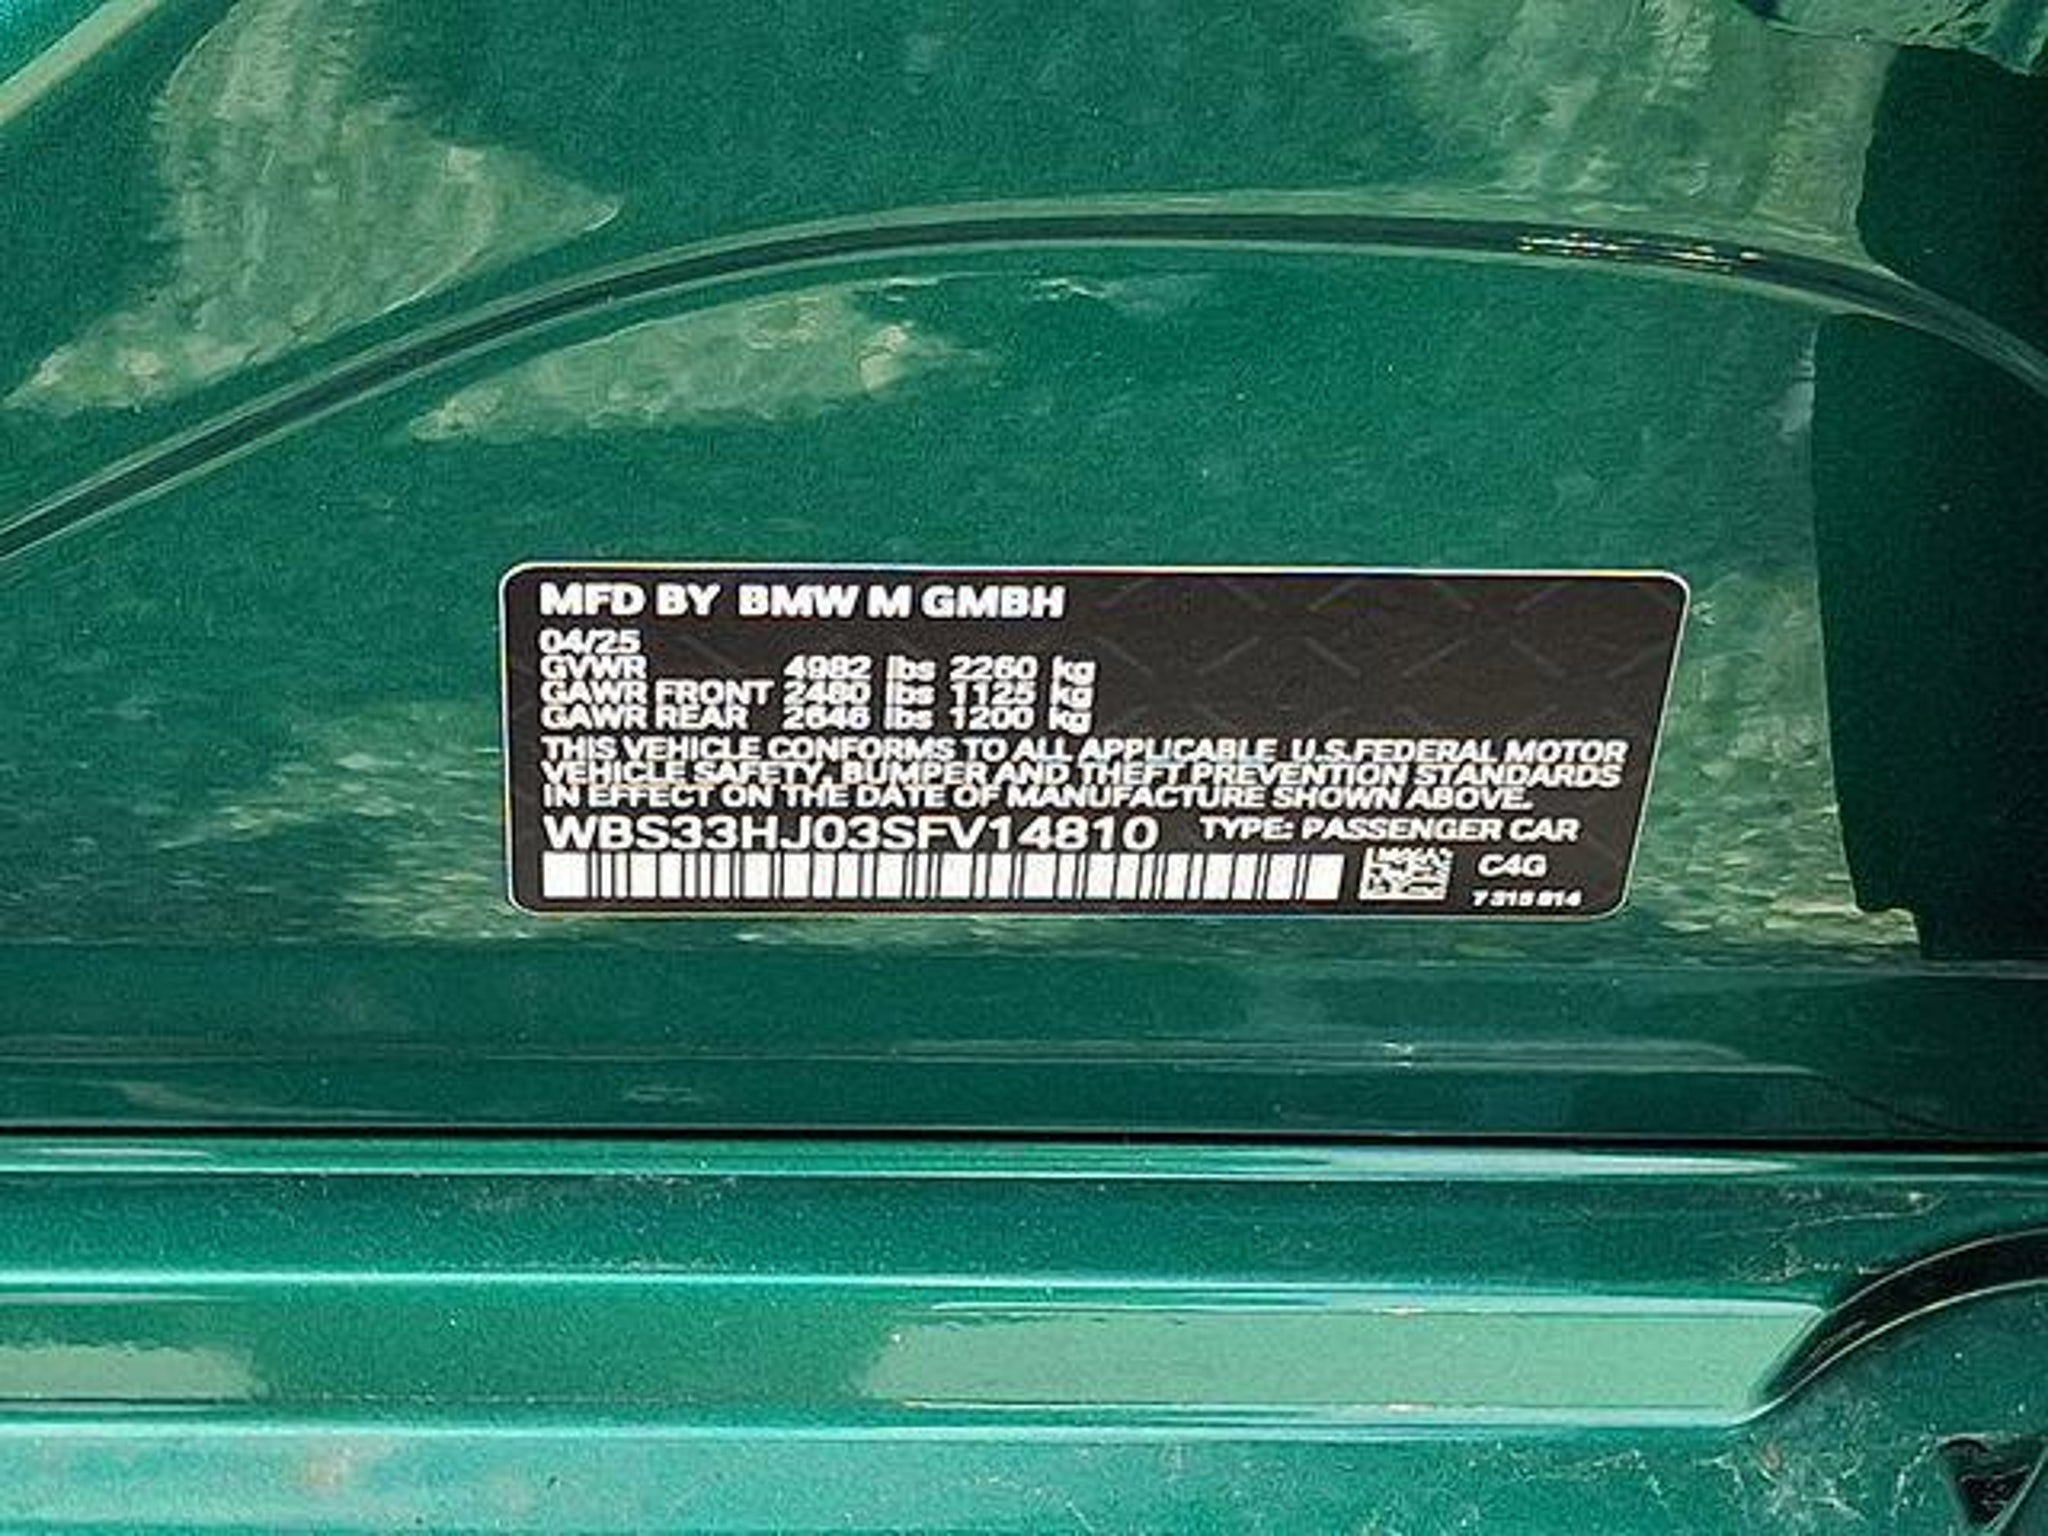 MFD BY BMW M GMBH
04/25
GVWR 4982 lbs 2260 kg
GAWR FRONT 2480 lbs 1125 kg
GAWR REAR 2646 lbs 1200 kg
THIS VEHICLE CONFORMS TO ALL APPLICABLE U.S.FEDERAL MOTOR
VEHICLE SAFETY, BUMPER AND THEFT PREVENTION STANDARDS
IN EFFECT ON THE DATE OF MANUFACTURE SHOWN ABOVE.
WBS33HJ03SFV14810 TYPE: PASSENGER CAR
C4G